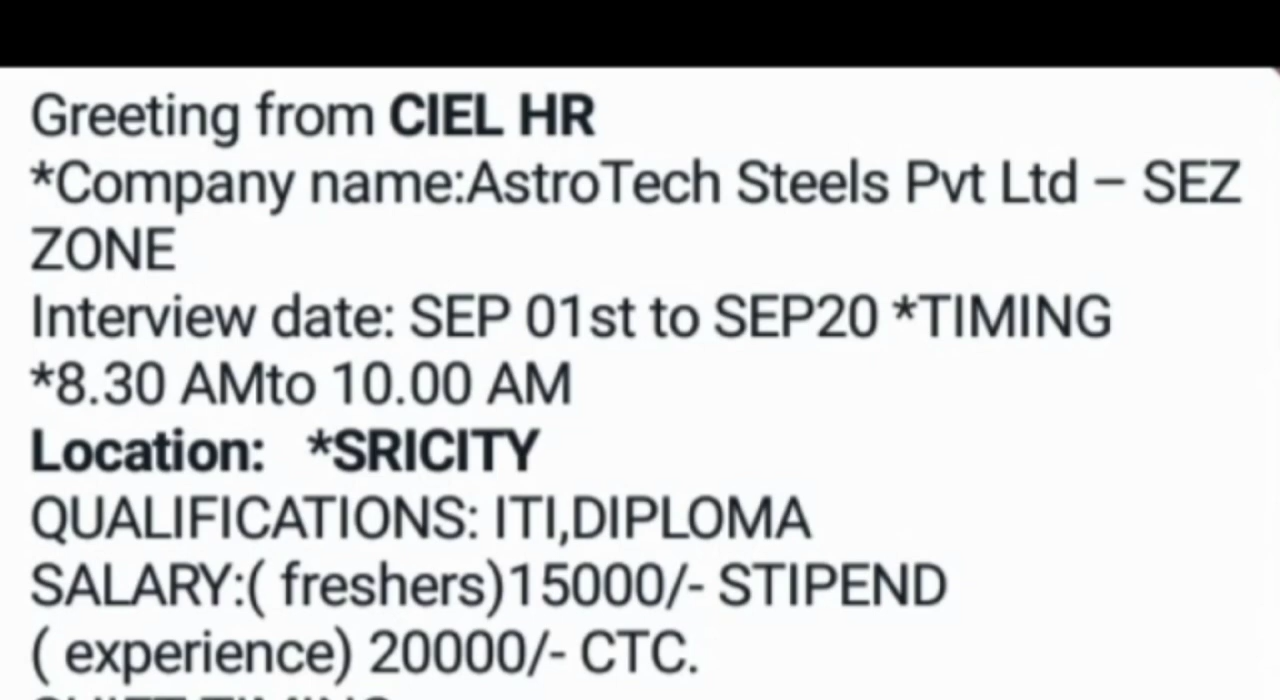 Greeting from CIEL HR
*Company name:AstroTech Steels Pvt Ltd – SEZ
ZONE
Interview date: SEP 01st to SEP20 *TIMING
*8.30 AMto 10.00 AM
Location: *SRICITY
QUALIFICATIONS: ITI,DIPLOMA
SALARY:( freshers)15000/- STIPEND
( experience) 20000/- CTC.